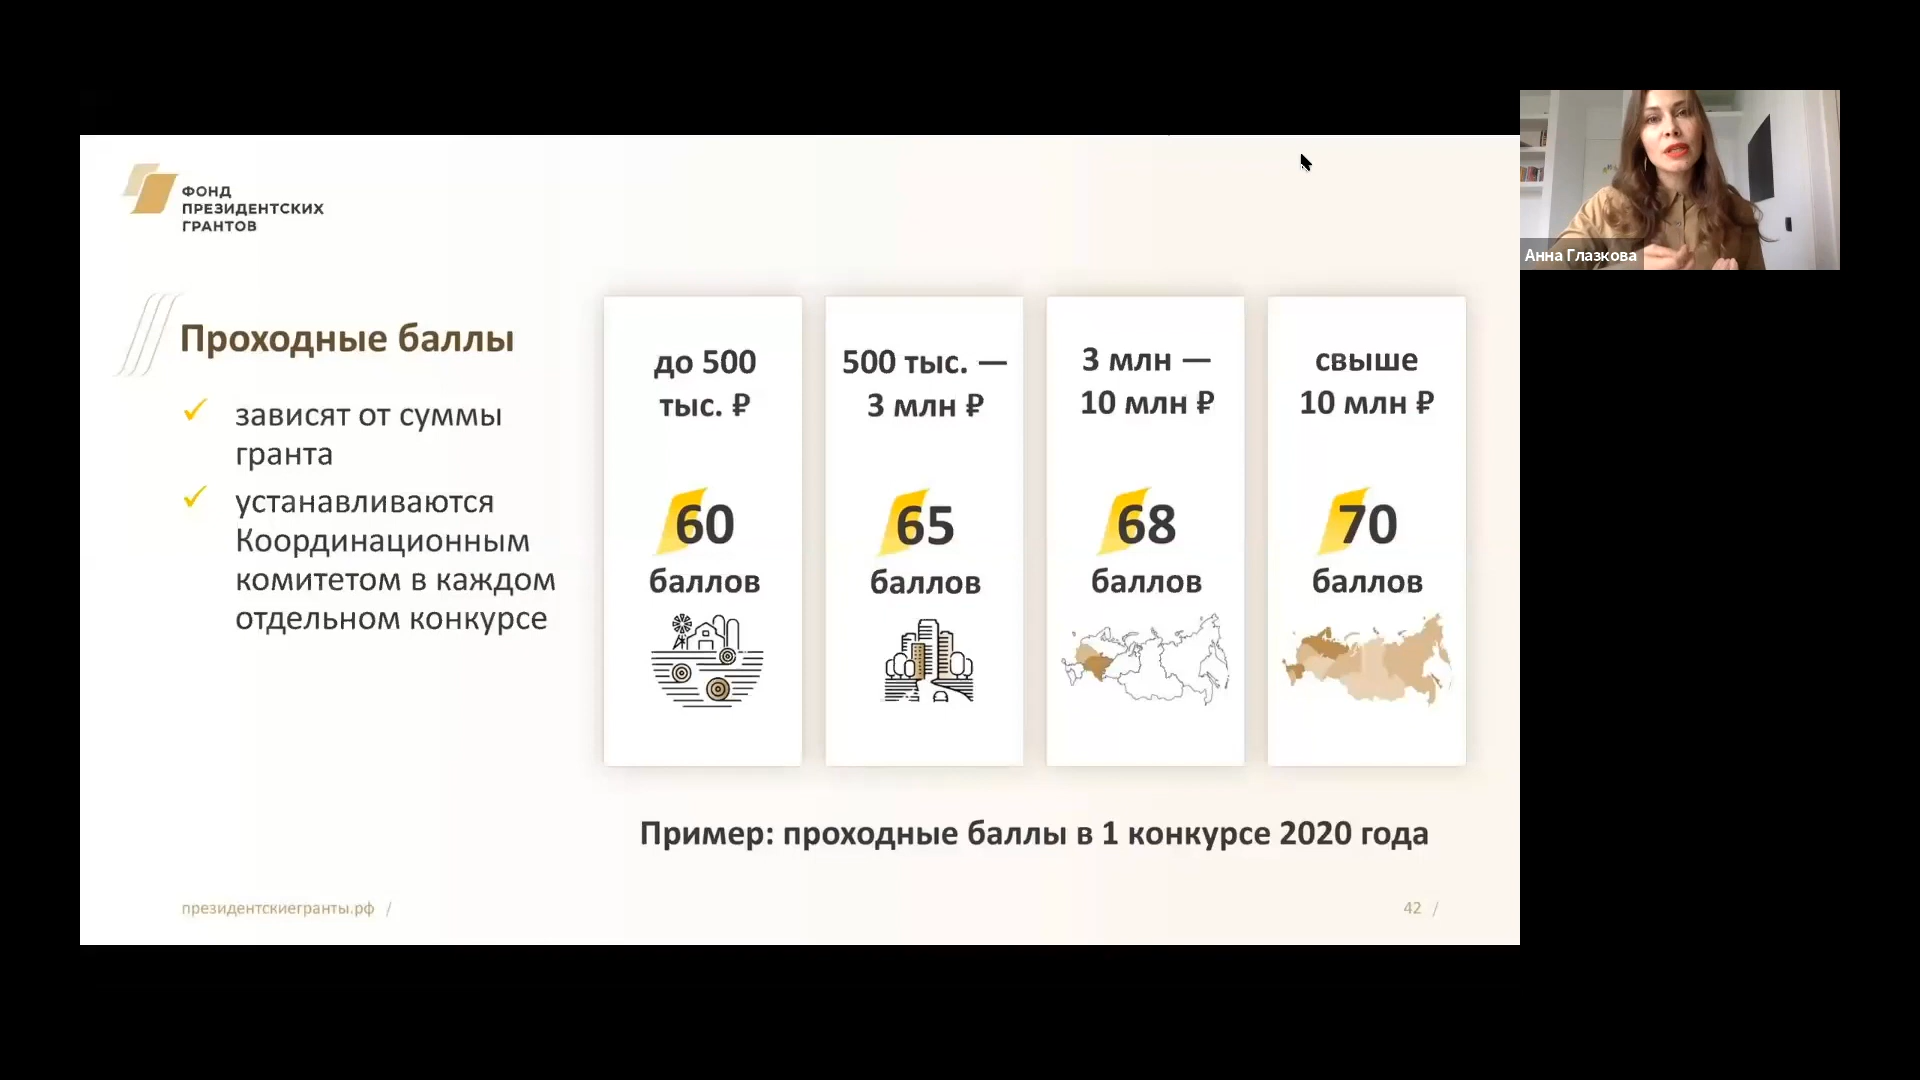 ФОНД
ПРЕЗИДЕНТСКИХ
ГРАНТОВ
Анна Глазкова
Проходные баллы
✓ зависят от суммы
гранта
✓ устанавливаются
Координационным
комитетом в каждом
отдельном конкурсе
до 500
тыс. ₽
60
баллов
500 тыс. —
3 млн ₽
65
баллов
3 млн —
10 млн ₽
68
баллов
свыше
10 млн ₽
70
баллов
Пример: проходные баллы в 1 конкурсе 2020 года
президентскиегранты.рф /
42 /